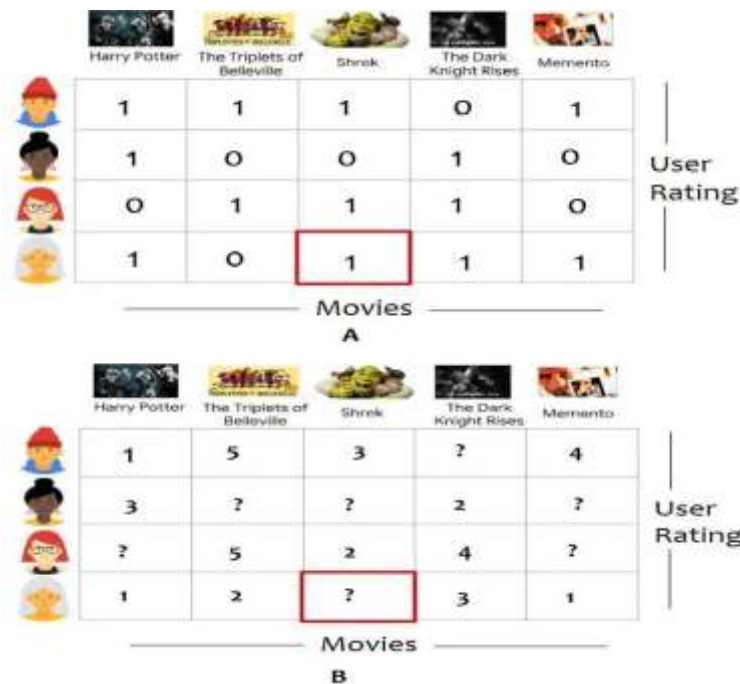 Harry Potter The Triplets of Belleville Shrek The Dark Knight Rises Memento
1 1 1 0 1
1 0 0 1 0
0 1 1 1 0
1 0 1 1 1
User Rating
Movies
A
Harry Potter The Triplets of Belleville Shrek The Dark Knight Rises Memento
1 5 3 ? 4
3 ? ? 2 ?
? 5 2 4 ?
1 2 ? 3 1
User Rating
Movies
B